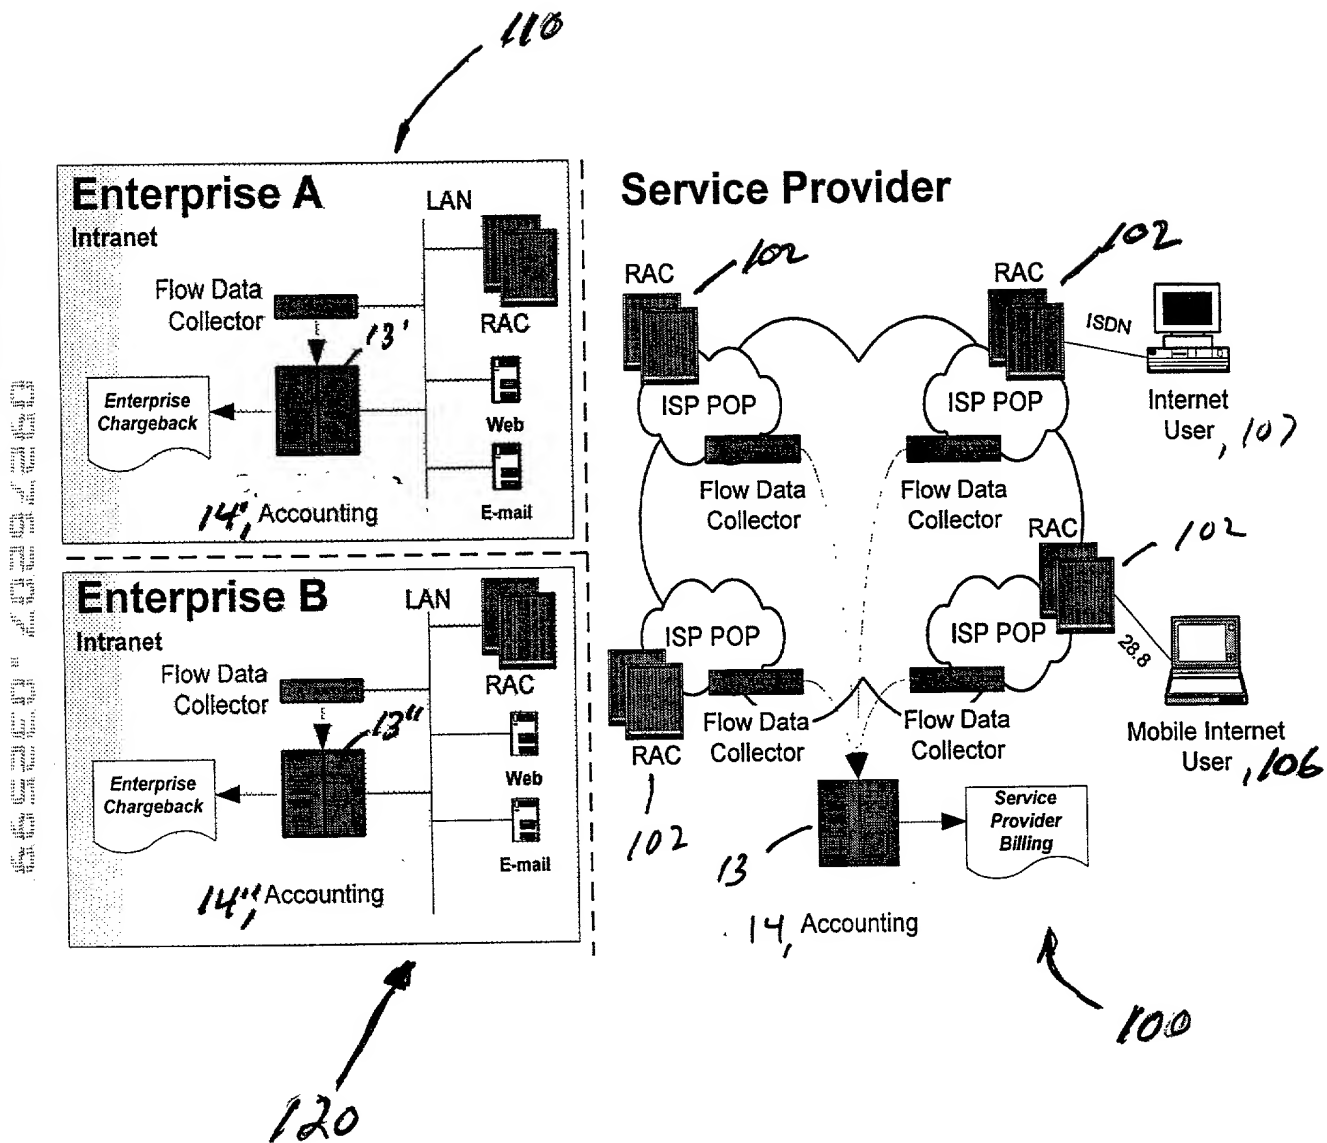 110
Enterprise A
Intranet
LAN
Flow Data
Collector
13'
RAC
Enterprise
Chargeback
Web
E-mail
14', Accounting
Enterprise B
Intranet
LAN
Flow Data
Collector
13"
RAC
Enterprise
Chargeback
Web
E-mail
14", Accounting
120
Service Provider
RAC
102
RAC
102
ISDN
ISP POP
ISP POP
Internet
User, 107
Flow Data
Collector
Flow Data
Collector
RAC
102
ISP POP
ISP POP
28.8
RAC
102
Flow Data
Collector
Flow Data
Collector
Mobile Internet
User, 106
13
Service
Provider
Billing
14, Accounting
100